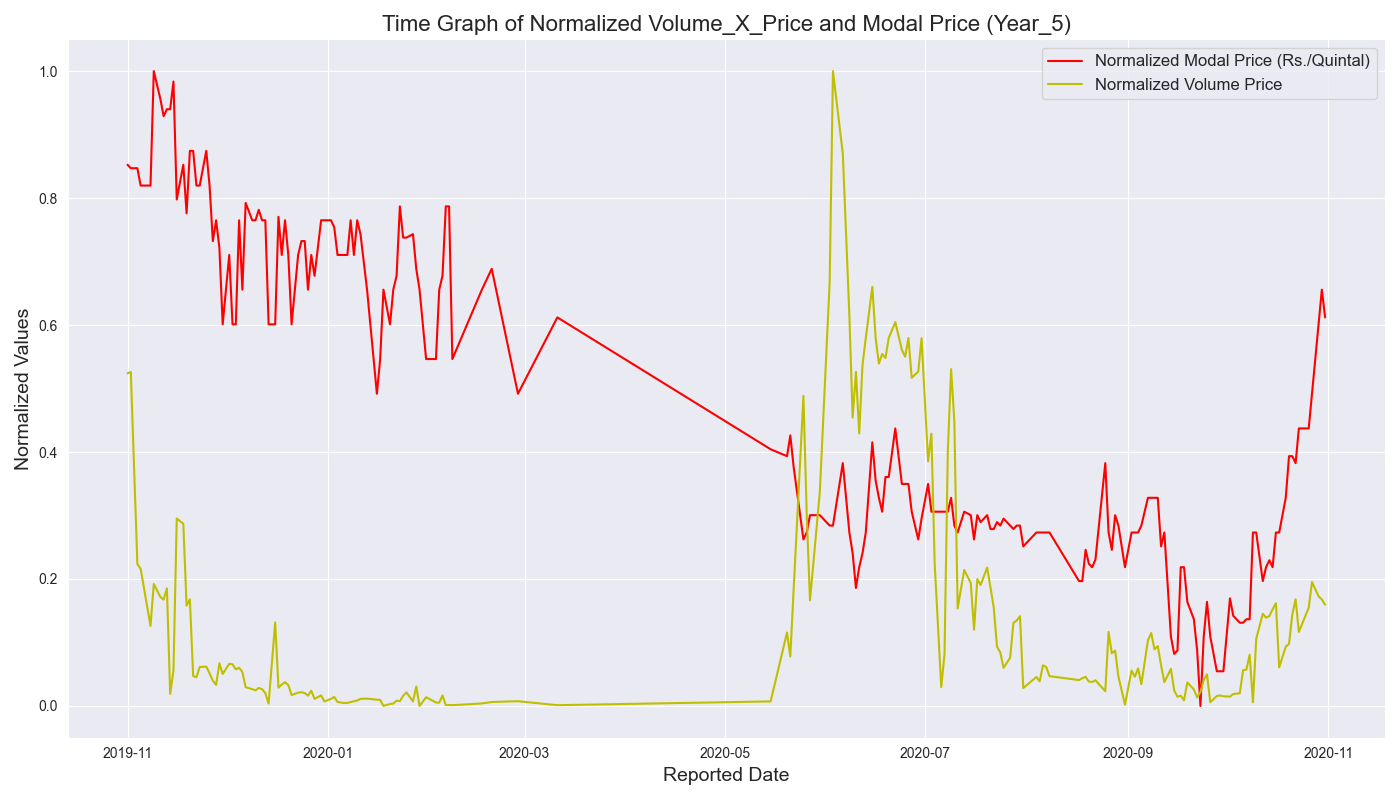 Time Graph of Normalized Volume_X_Price and Modal Price (Year_5)
Normalized Modal Price (Rs./Quintal)
Normalized Volume Price
Normalized Values
1.0
0.8
0.6
0.4
0.2
0.0
2019-11
2020-01
2020-03
2020-05
2020-07
2020-09
2020-11
Reported Date